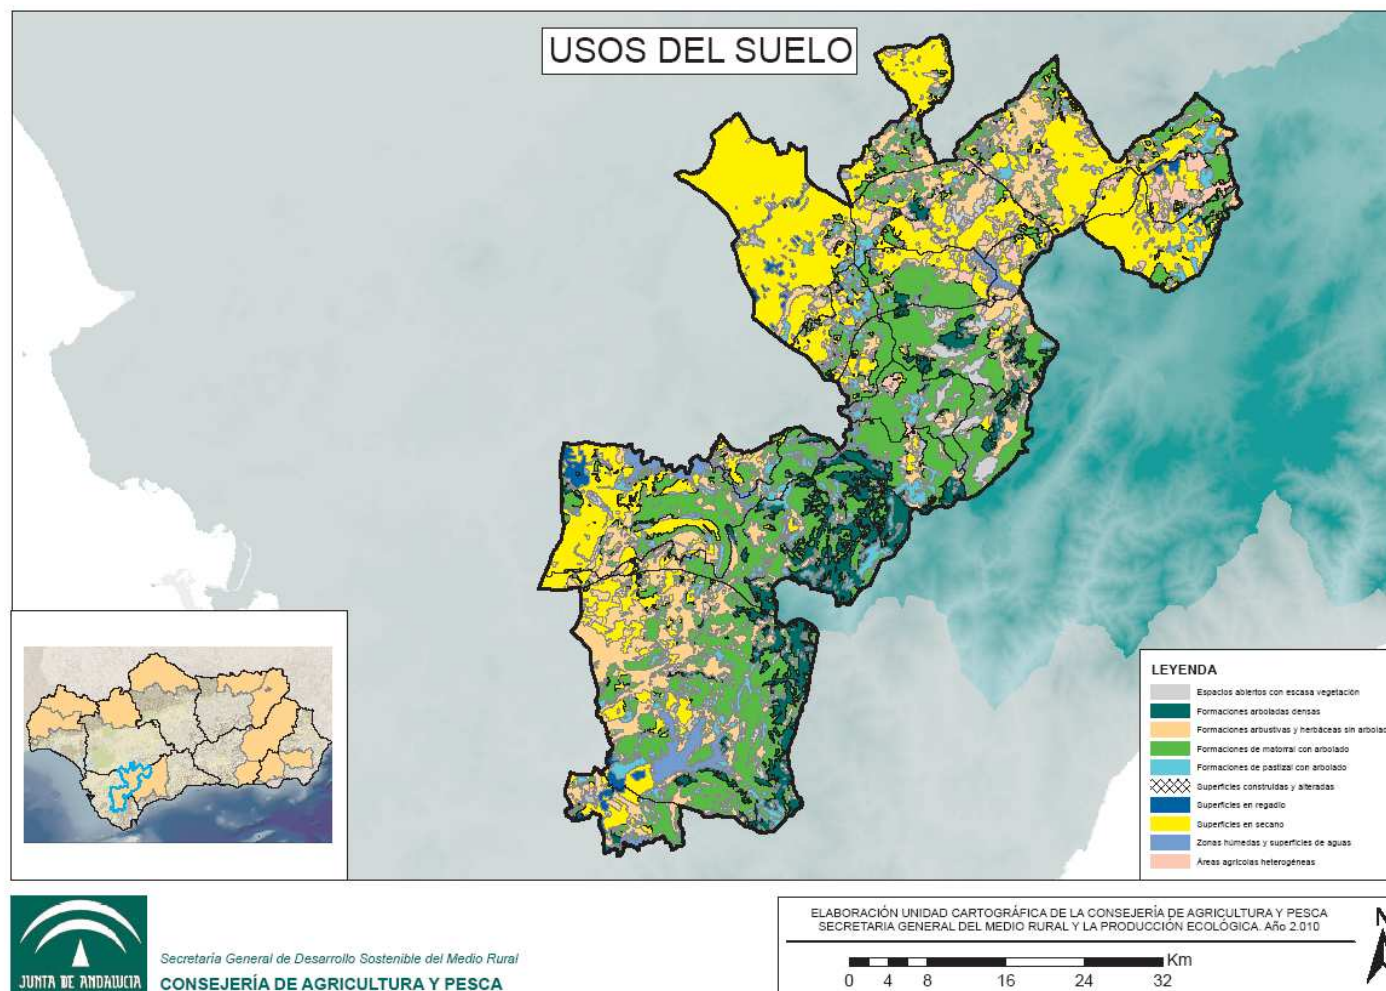 USOS DEL SUELO
LEYENDA
Espacios abiertos con escasa vegetación
Formaciones arboladas densas
Formaciones arbustivas y herbáceas sin arbolad
Formaciones de matorral con arbolado
Formaciones de pastizal con arbolado
Superficies construidas y alteradas
Superficies en regadío
Superficies en secano
Zonas húmedas y superficies de aguas
Áreas agrícolas heterogéneas
JUNTA DE ANDALUCIA
Secretaría General de Desarrollo Sostenible del Medio Rural
CONSEJERÍA DE AGRICULTURA Y PESCA
ELABORACIÓN UNIDAD CARTOGRÁFICA DE LA CONSEJERÍA DE AGRICULTURA Y PESCA
SECRETARIA GENERAL DEL MEDIO RURAL Y LA PRODUCCIÓN ECOLÓGICA. Año 2.010
Km
0 4 8 16 24 32
N